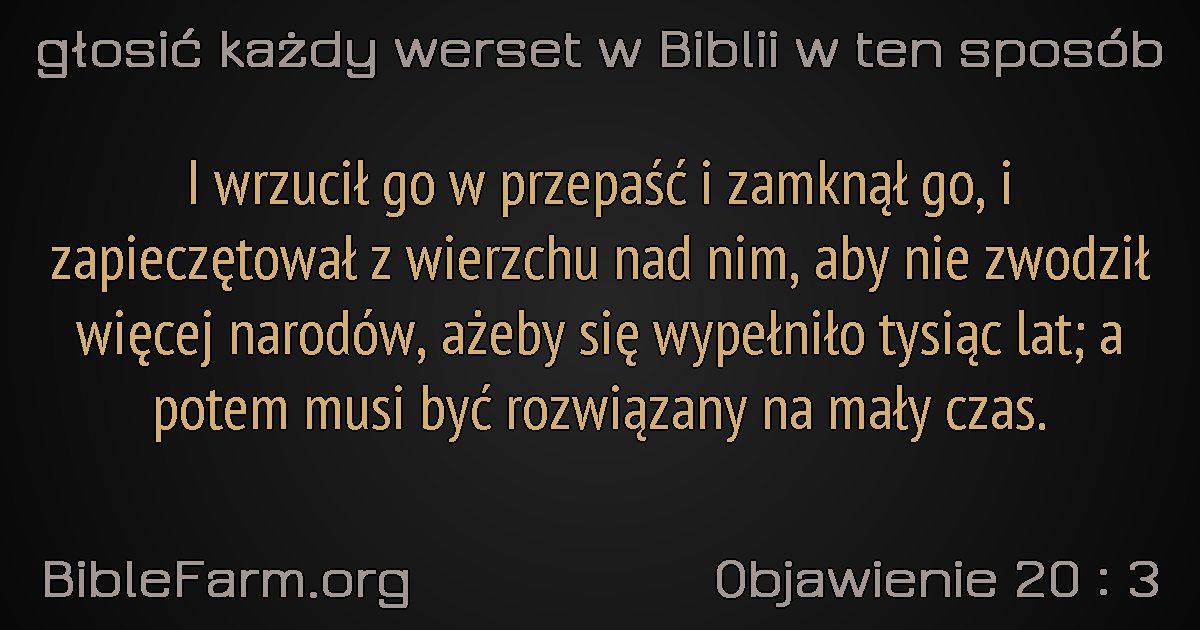 głosić każdy werset w Biblii w ten sposób
I wrzucił go w przepaść i zamknął go, i
zapieczętował z wierzchu nad nim, aby nie zwodził
więcej narodów, ażeby się wypełniło tysiąc lat; a
potem musi być rozwiązany na mały czas.
BibleFarm.org
Objawienie 20 : 3